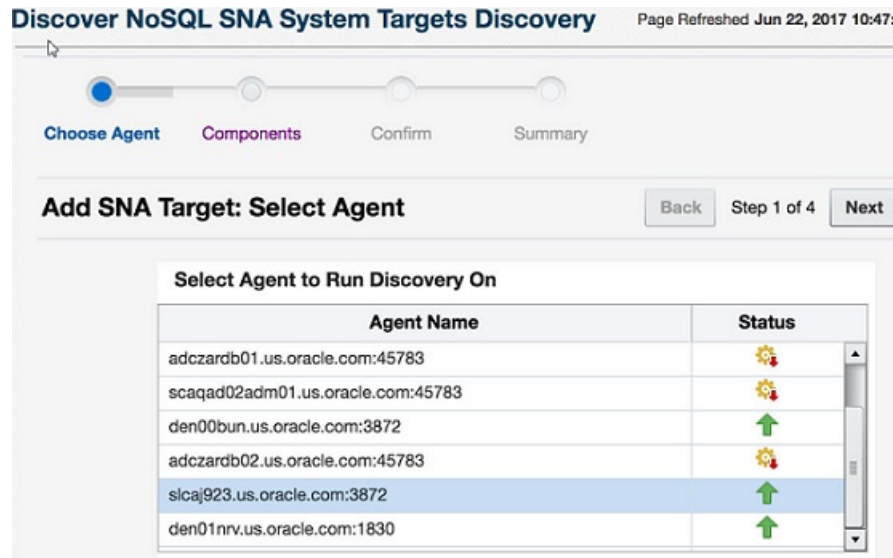 Discover NoSQL SNA System Targets Discovery Page Refreshed Jun 22, 2017 10:47:
Choose Agent Components Confirm Summary
Add SNA Target: Select Agent Back Step 1 of 4 Next
Select Agent to Run Discovery On
Agent Name Status
adczardb01.us.oracle.com:45783
scaqad02adm01.us.oracle.com:45783
den00bun.us.oracle.com:3872
adczardb02.us.oracle.com:45783
slcaj923.us.oracle.com:3872
den01nrv.us.oracle.com:1830